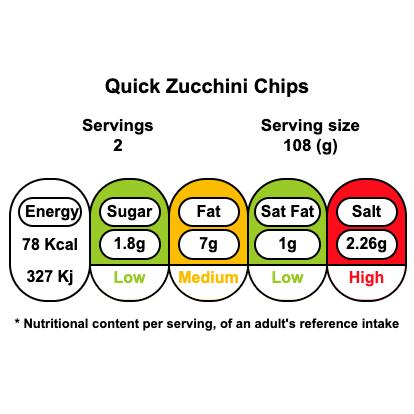 Quick Zucchini Chips
Servings
2
Serving size
108 (g)
Energy Sugar Fat Sat Fat Salt
78 Kcal 1.8g 7g 1g 2.26g
327 Kj Low Medium Low High
* Nutritional content per serving, of an adult's reference intake